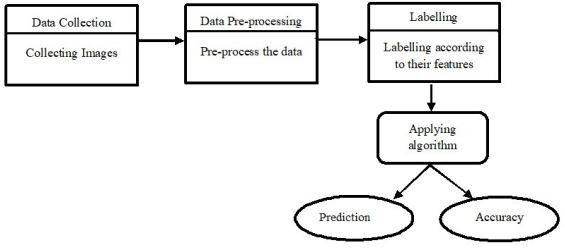 Data Collection
Collecting Images
Data Pre-processing
Pre-process the data
Labelling
Labelling according
to their features
Applying
algorithm
Prediction
Accuracy